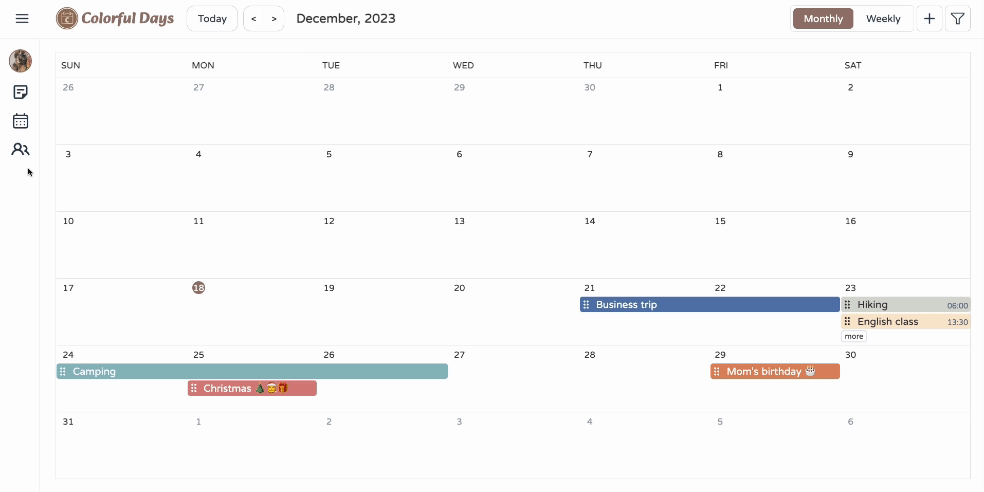 Colorful Days Today < > December, 2023 Monthly Weekly +
SUN MON TUE WED THU FRI SAT
26 27 28 29 30 1 2
3 4 5 6 7 8 9
10 11 12 13 14 15 16
17 18 19 20 21 22 23
Business trip Hiking 06:00
English class 13:30
more
24 25 26 27 28 29 30
Camping Mom's birthday 🎂
Christmas 🎄🎅🎁
31 1 2 3 4 5 6